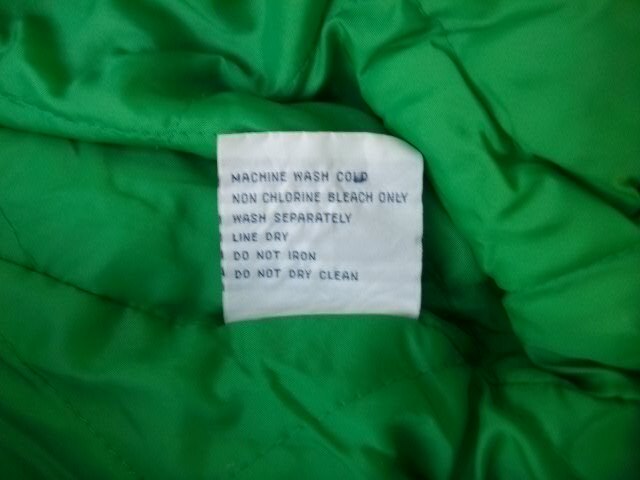 MACHINE WASH COLD
NON CHLORINE BLEACH ONLY
WASH SEPARATELY
LINE DRY
DO NOT IRON
DO NOT DRY CLEAN